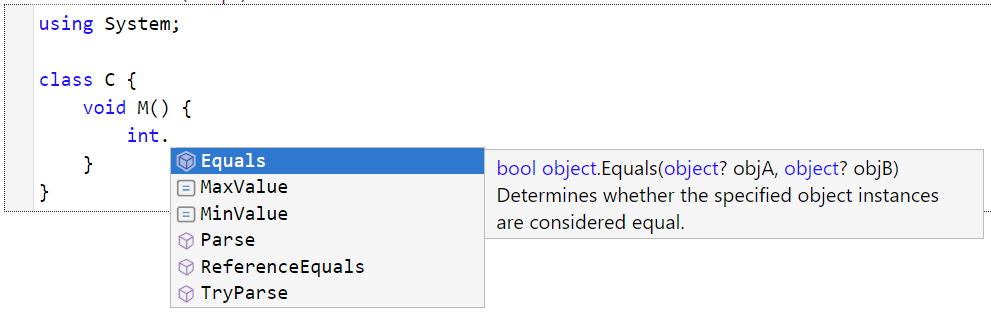 using System;
class C {
void M() {
int.
}
}
Equals
MaxValue
MinValue
Parse
ReferenceEquals
TryParse
bool object.Equals(object? objA, object? objB)
Determines whether the specified object instances
are considered equal.